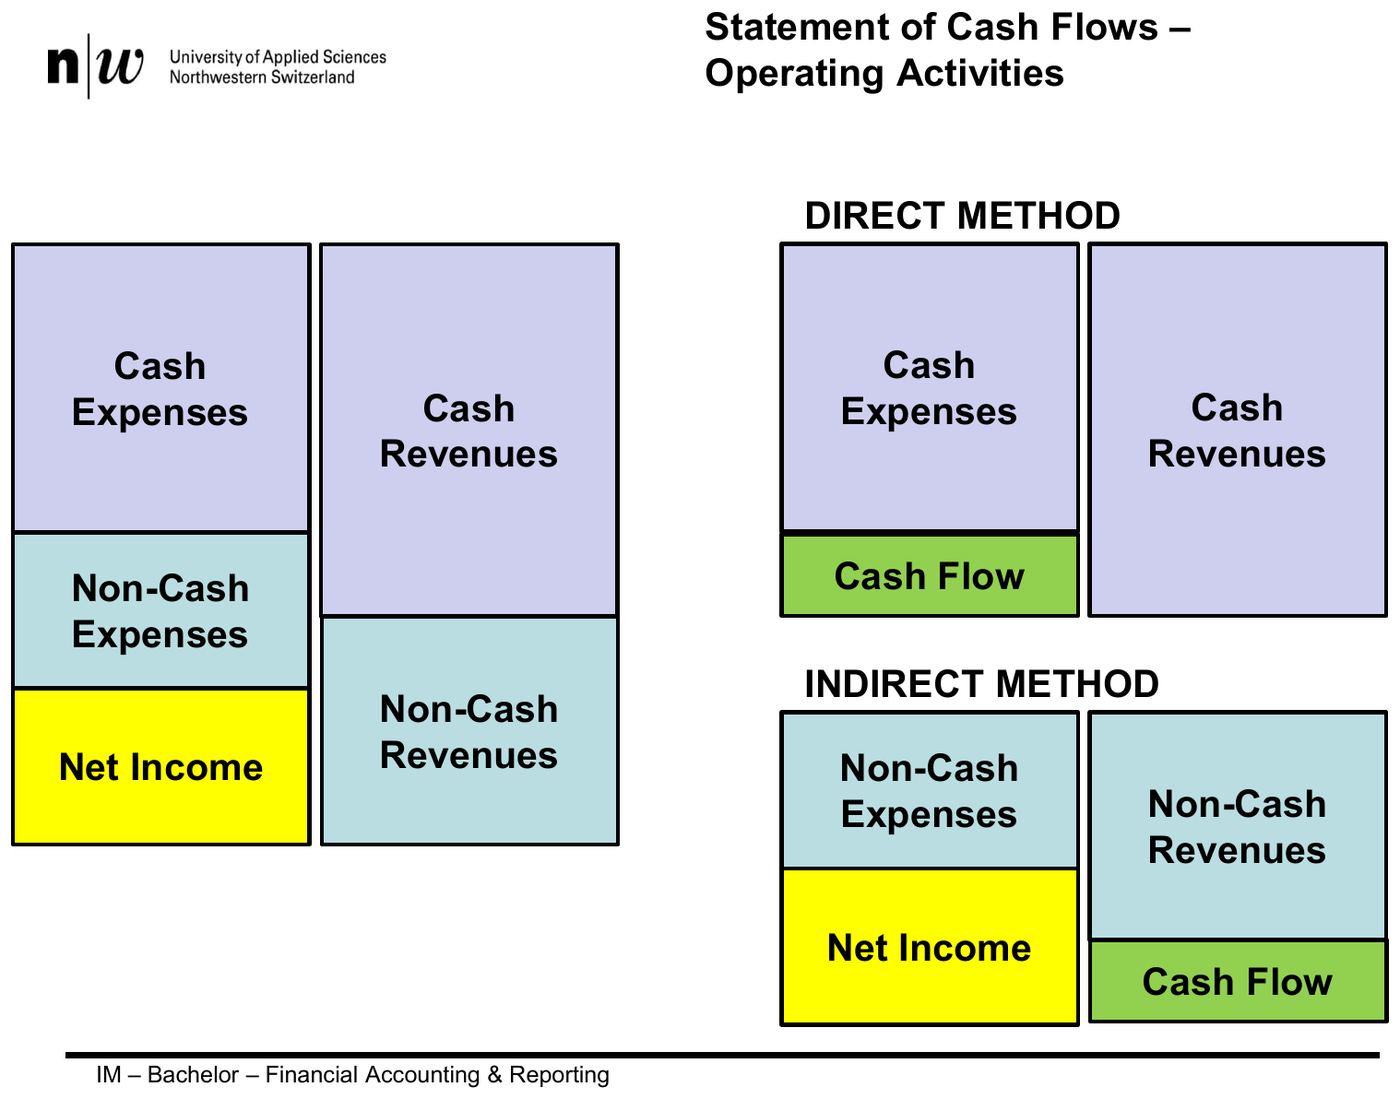 n|w University of Applied Sciences
Northwestern Switzerland
Statement of Cash Flows –
Operating Activities
Cash
Expenses
Non-Cash
Expenses
Net Income
Cash
Revenues
Non-Cash
Revenues
DIRECT METHOD
Cash
Expenses
Cash Flow
Cash
Revenues
INDIRECT METHOD
Non-Cash
Expenses
Net Income
Non-Cash
Revenues
Cash Flow
IM – Bachelor – Financial Accounting & Reporting